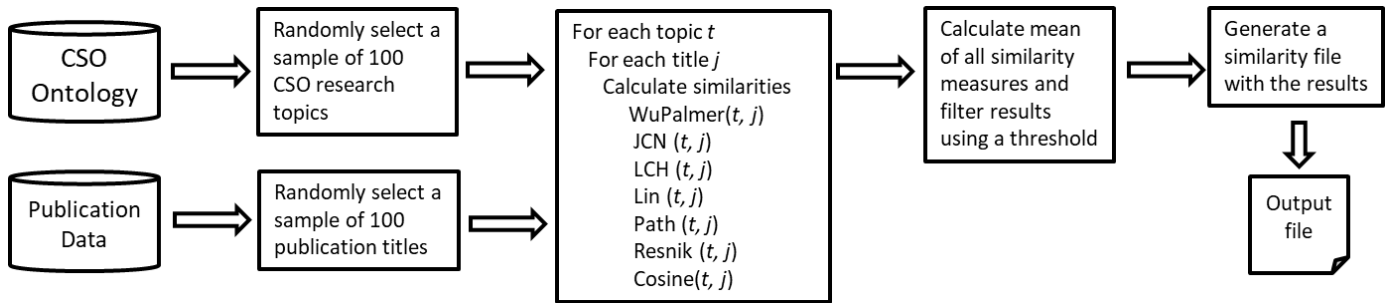 CSO
Ontology
Randomly select a
sample of 100
CSO research
topics
Publication
Data
Randomly select a
sample of 100
publication titles
For each topic t
For each title j
Calculate similarities
WuPalmer(t, j)
JCN (t, j)
LCH (t, j)
Lin (t, j)
Path (t, j)
Resnik (t, j)
Cosine(t, j)
Calculate mean
of all similarity
measures and
filter results
using a threshold
Generate a
similarity file
with the results
Output
file